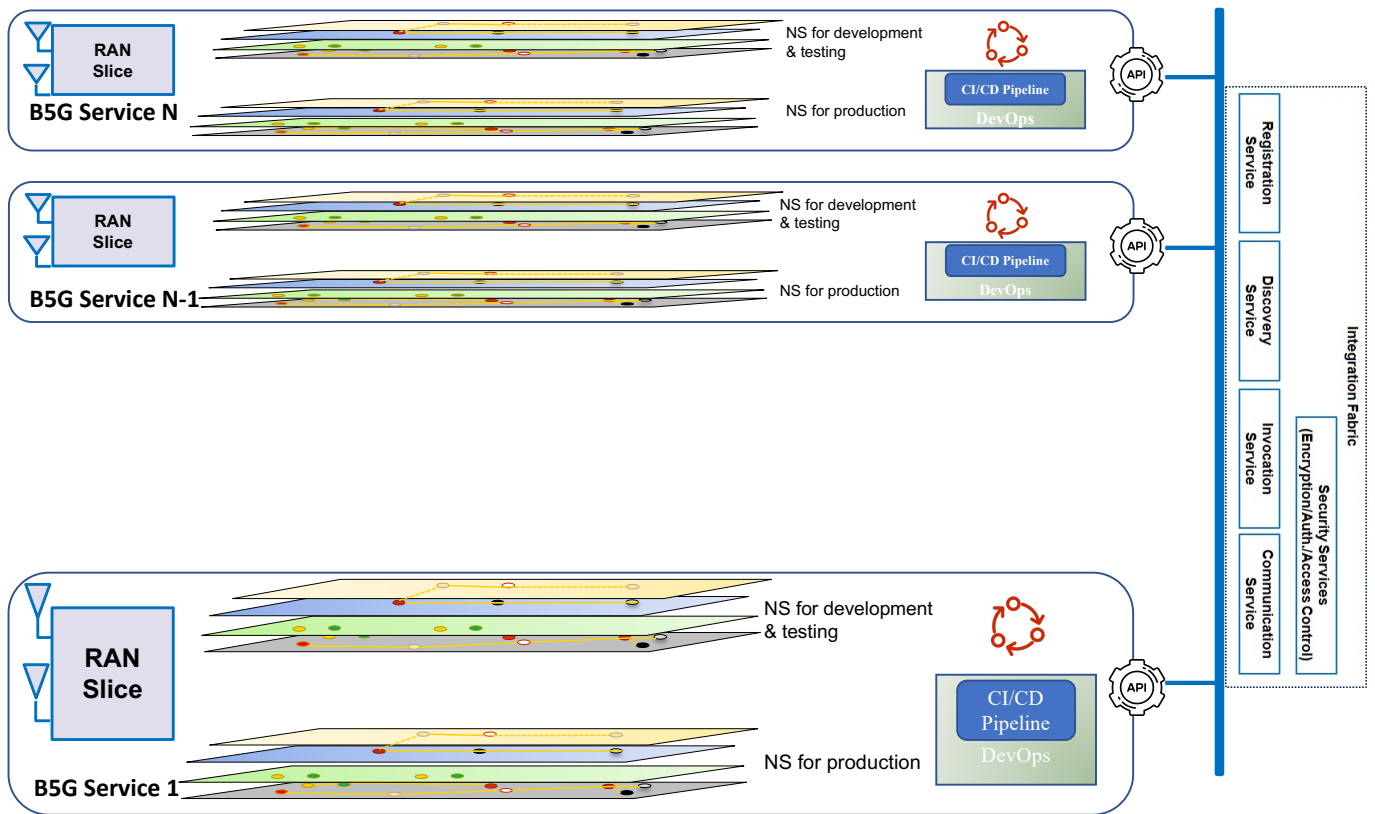 RAN
Slice
B5G Service N
NS for development
& testing
NS for production
CI/CD Pipeline
DevOps
API
RAN
Slice
B5G Service N-1
NS for development
& testing
NS for production
CI/CD Pipeline
DevOps
API
RAN
Slice
B5G Service 1
NS for development
& testing
NS for production
CI/CD
Pipeline
DevOps
API
Integration Fabric
Registration
Service
Discovery
Service
Invocation
Service
Communication
Service
Security Services
(Encryption/Auth./Access Control)